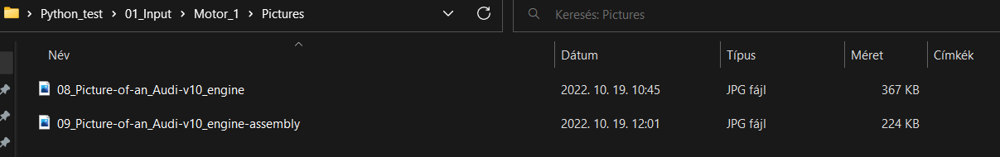 Python_test > 01_Input > Motor_1 > Pictures
Keresés: Pictures
Név Dátum Típus Méret Címkék
08_Picture-of-an_Audi-v10_engine 2022. 10. 19. 10:45 JPG fájl 367 KB
09_Picture-of-an_Audi-v10_engine-assembly 2022. 10. 19. 12:01 JPG fájl 224 KB